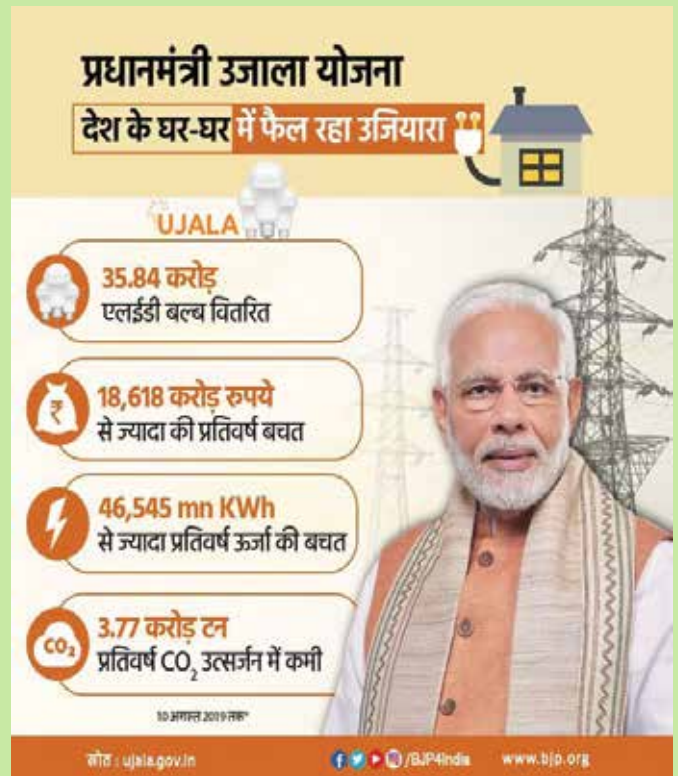 प्रधानमंत्री उजाला योजना
देश के घर-घर में फैल रहा उजियारा
UJALA
35.84 करोड़
एलईडी बल्ब वितरित
₹
18,618 करोड़ रुपये
से ज्यादा की प्रतिवर्ष बचत
46,545 mn KWh
से ज्यादा प्रतिवर्ष ऊर्जा की बचत
CO₂
3.77 करोड़ टन
प्रतिवर्ष CO₂ उत्सर्जन में कमी
10 अगस्त 2019 तक*
स्रोत : ujala.gov.in
/BJP4India
www.bjp.org